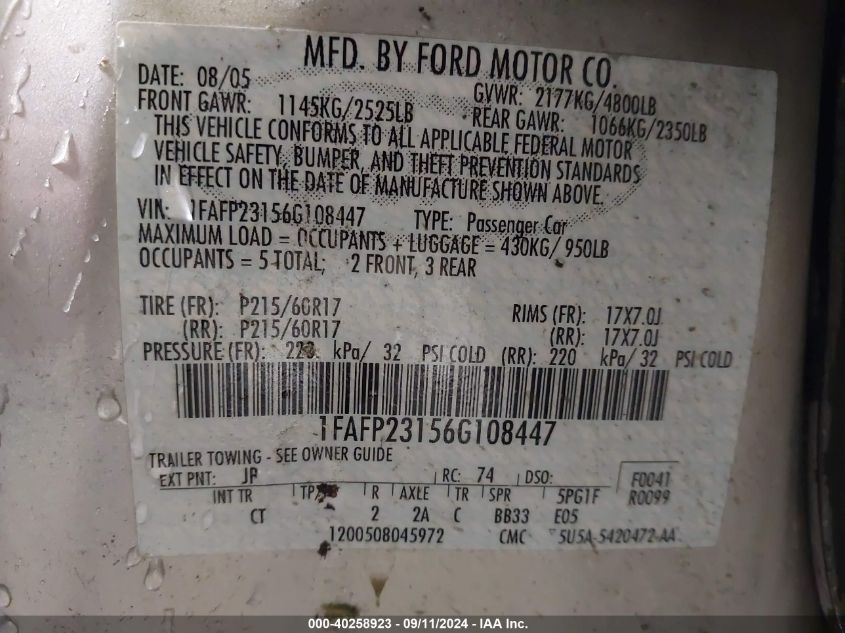 MFD. BY FORD MOTOR CO.
DATE: 08/05 GVWR: 2177KG/4800LB
FRONT GAWR: 1145KG/2525LB REAR GAWR: 1066KG/2350LB
THIS VEHICLE CONFORMS TO ALL APPLICABLE FEDERAL MOTOR
VEHICLE SAFETY, BUMPER, AND THEFT PREVENTION STANDARDS
IN EFFECT ON THE DATE OF MANUFACTURE SHOWN ABOVE.
VIN: 1FAFP23156G108447 TYPE: Passenger Car
MAXIMUM LOAD = OCCUPANTS + LUGGAGE = 430KG/ 950LB
OCCUPANTS = 5 TOTAL; 2 FRONT, 3 REAR
TIRE (FR): P215/60R17 RIMS (FR): 17X7.0J
(RR): P215/60R17 (RR): 17X7.0J
PRESSURE (FR): 220 kPa/ 32 PSI COLD (RR): 220 kPa/ 32 PSI COLD
1FAFP23156G108447
TRAILER TOWING - SEE OWNER GUIDE
EXT PNT: JP RC: 74 DSO: F0041
INT TR R AXLE TR SPR 5PG1F R0099
CT 2 2A C BB33 E05
1200508045972 CMC 5U5A-5420472-AA
000-40258923 - 09/11/2024 - IAA Inc.